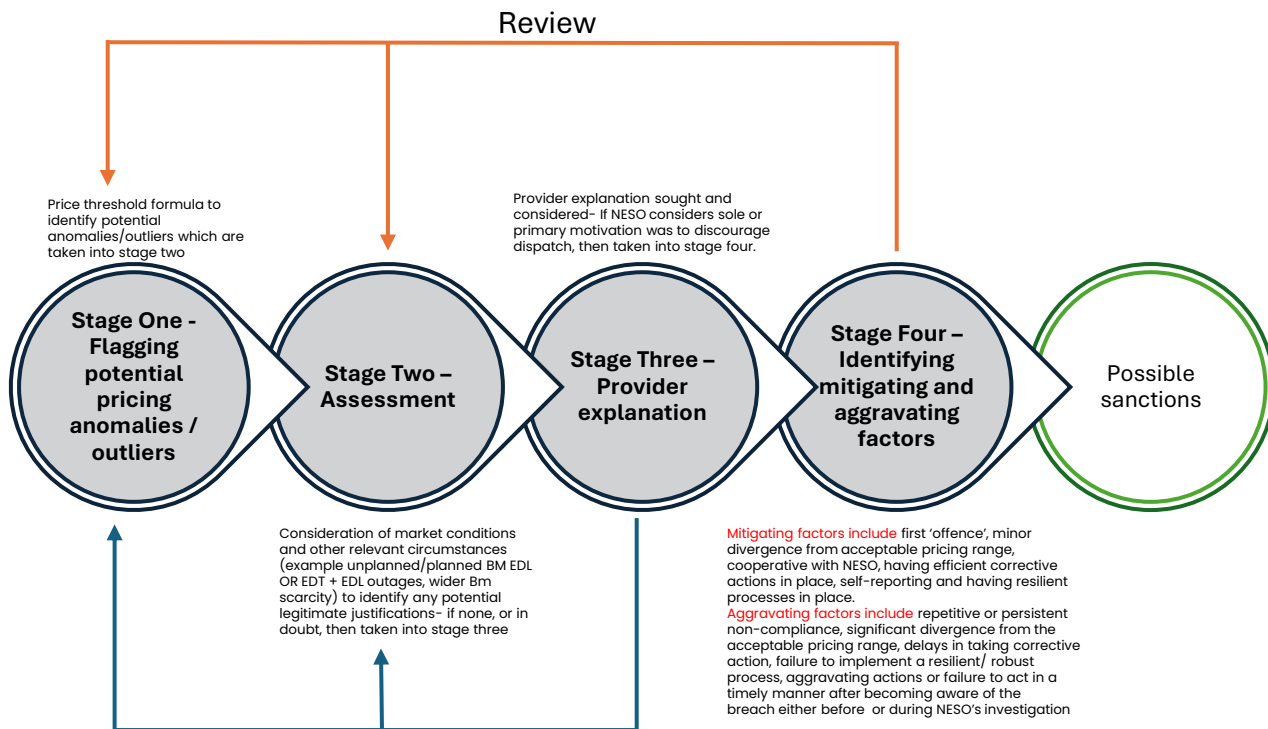 Review
Price threshold formula to
identify potential
anomalies/outliers which are
taken into stage two
Provider explanation sought and
considered- If NESO considers sole or
primary motivation was to discourage
dispatch, then taken into stage four.
Stage One -
Flagging
potential
pricing
anomalies /
outliers
Stage Two –
Assessment
Stage Three –
Provider
explanation
Stage Four –
Identifying
mitigating and
aggravating
factors
Possible
sanctions
Consideration of market conditions
and other relevant circumstances
(example unplanned/planned BM EDL
OR EDT + EDL outages, wider Bm
scarcity) to identify any potential
legitimate justifications- if none, or in
doubt, then taken into stage three
Mitigating factors include first ‘offence’, minor
divergence from acceptable pricing range,
cooperative with NESO, having efficient corrective
actions in place, self-reporting and having resilient
processes in place.
Aggravating factors include repetitive or persistent
non-compliance, significant divergence from the
acceptable pricing range, delays in taking corrective
action, failure to implement a resilient/ robust
process, aggravating actions or failure to act in a
timely manner after becoming aware of the
breach either before or during NESO’s investigation